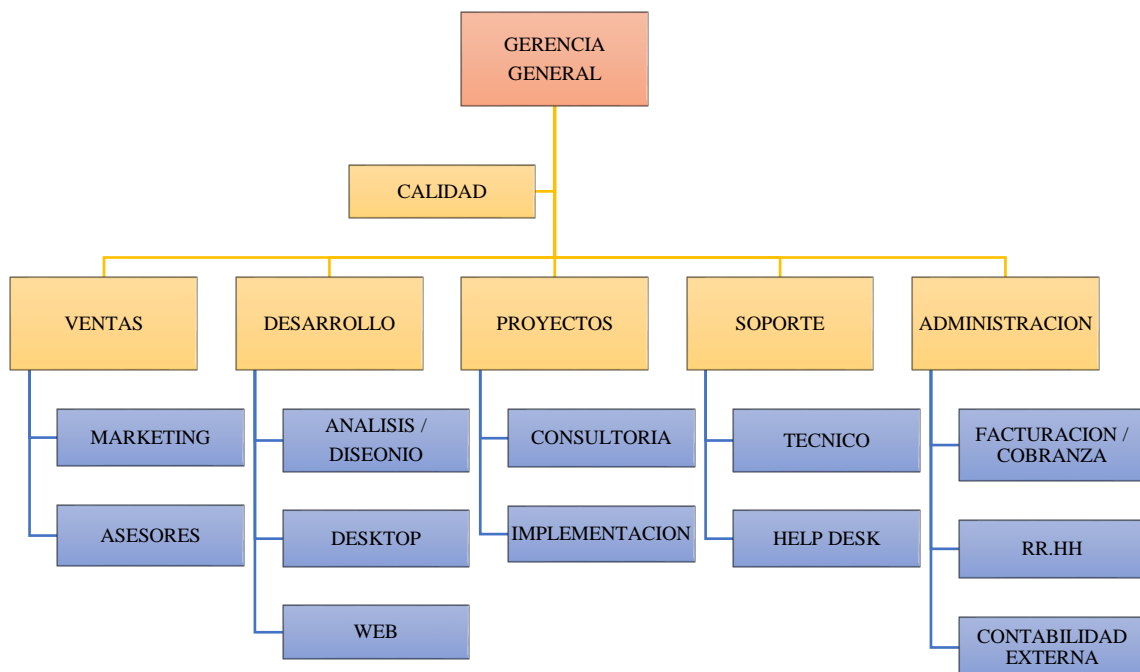 GERENCIA
GENERAL
CALIDAD
VENTAS
DESARROLLO
PROYECTOS
SOPORTE
ADMINISTRACION
MARKETING
ANALISIS /
DISEONIO
CONSULTORIA
TECNICO
FACTURACION /
COBRANZA
ASESORES
DESKTOP
IMPLEMENTACION
HELP DESK
RR.HH
WEB
CONTABILIDAD
EXTERNA